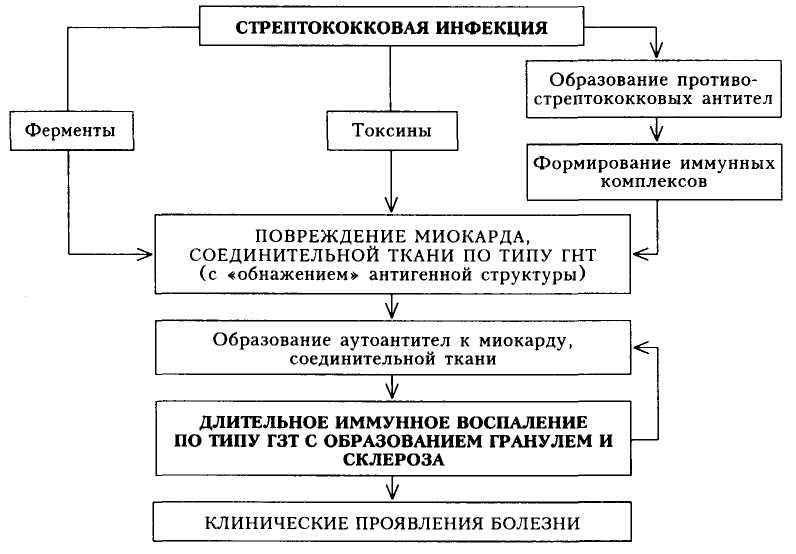 СТРЕПТОКОККОВАЯ ИНФЕКЦИЯ
Образование противо-
стрептококковых антител
Ферменты
Токсины
Формирование иммунных
комплексов
ПОВРЕЖДЕНИЕ МИОКАРДА,
СОЕДИНИТЕЛЬНОЙ ТКАНИ ПО ТИПУ ГНТ
(с «обнажением» антигенной структуры)
Образование аутоантител к миокарду,
соединительной ткани
ДЛИТЕЛЬНОЕ ИММУННОЕ ВОСПАЛЕНИЕ
ПО ТИПУ ГЗТ С ОБРАЗОВАНИЕМ ГРАНУЛЕМ И
СКЛЕРОЗА
КЛИНИЧЕСКИЕ ПРОЯВЛЕНИЯ БОЛЕЗНИ